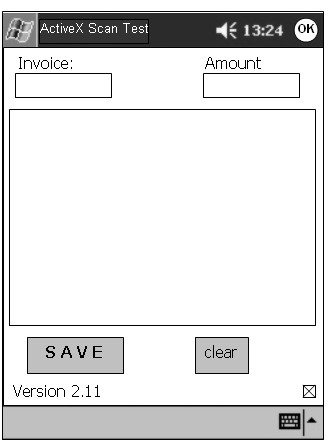 ActiveX Scan Test 13:24 OK
Invoice: Amount
SAVE clear
Version 2.11